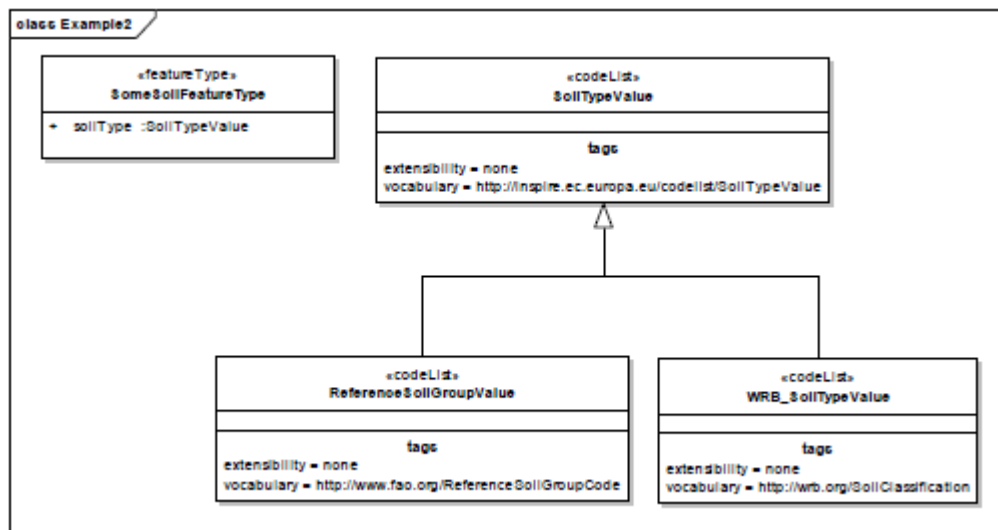 class Example2
«featureType»
SomeSoilFeatureType
+ soilType :SoilTypeValue
«codeList»
SoilTypeValue
tags
extensibility = none
vocabulary = http://inspire.ec.europa.eu/codelist/SoilTypeValue
«codeList»
ReferenceSoilGroupValue
tags
extensibility = none
vocabulary = http://www.fao.org/ReferenceSoilGroupCode
«codeList»
WRB_SoilTypeValue
tags
extensibility = none
vocabulary = http://wrb.org/SoilClassification